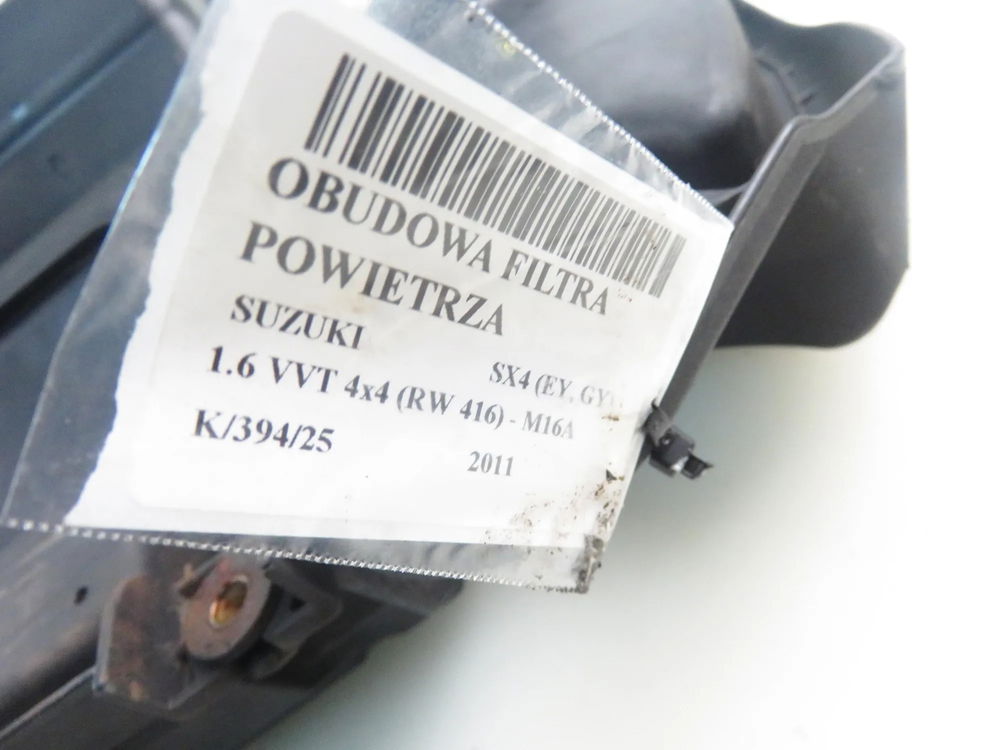 OBUDOWA FILTRA
POWIETRZA
SUZUKI SX4 (EY, GY)
1.6 VVT 4x4 (RW 416) - M16A
K/394/25 2011